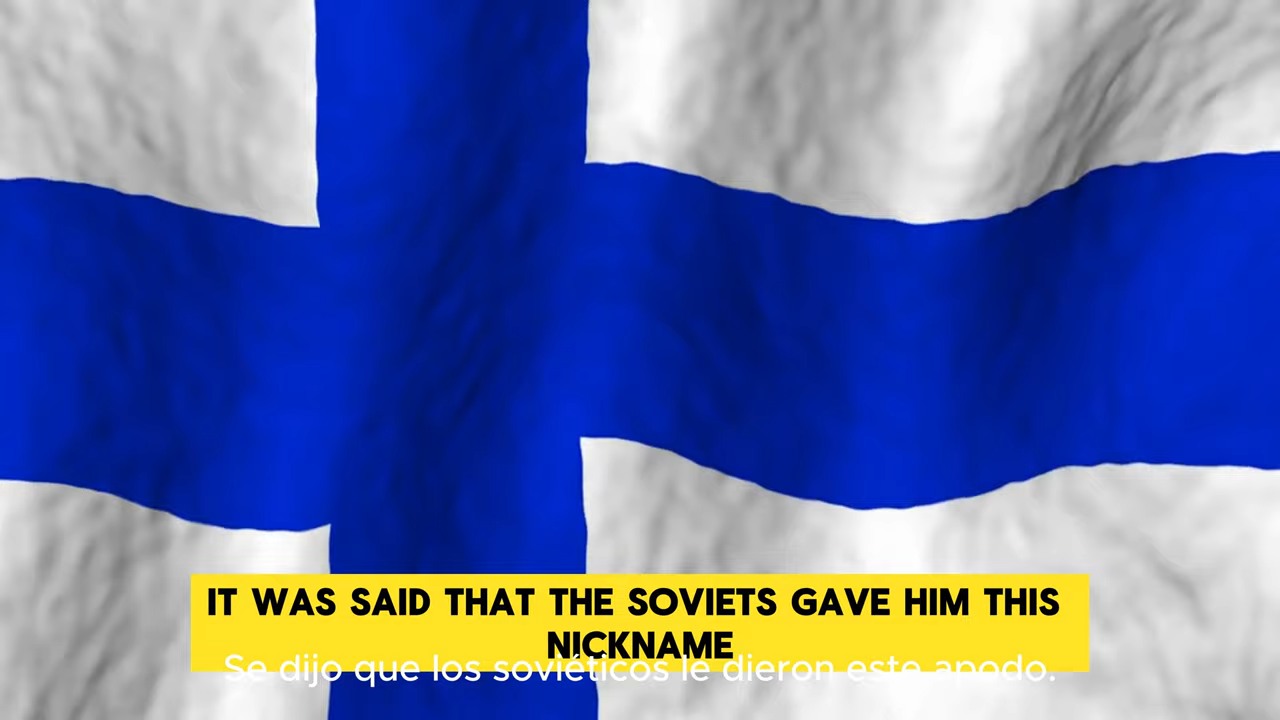 IT WAS SAID THAT THE SOVIETS GAVE HIM THIS
NICKNAME
Se dijo que los soviéticos le dieron este apodo.